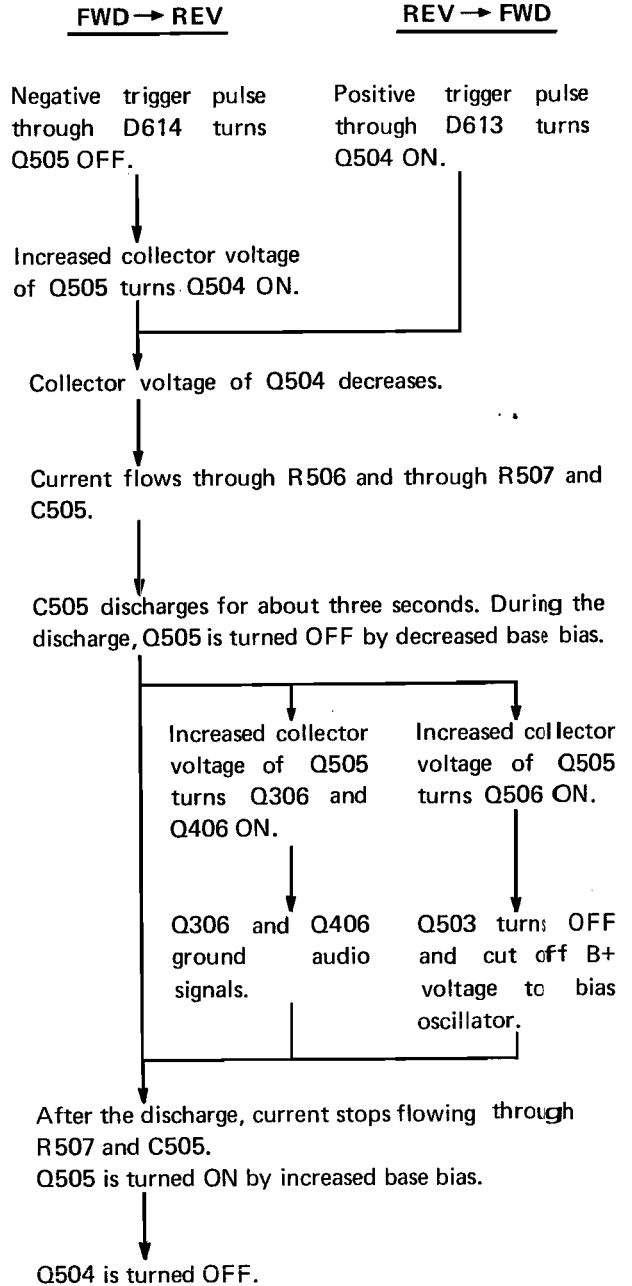 FWD → REV
REV → FWD
Negative trigger pulse
through D614 turns
Q505 OFF.
Positive trigger pulse
through D613 turns
Q504 ON.
Increased collector voltage
of Q505 turns Q504 ON.
Collector voltage of Q504 decreases.
Current flows through R506 and through R507 and
C505.
C505 discharges for about three seconds. During the
discharge, Q505 is turned OFF by decreased base bias.
Increased collector
voltage of Q505
turns Q306 and
Q406 ON.
Increased collector
voltage of Q505
turns Q506 ON.
Q306 and Q406
ground audio
signals.
Q503 turns OFF
and cut off B+
voltage to bias
oscillator.
After the discharge, current stops flowing through
R507 and C505.
Q505 is turned ON by increased base bias.
Q504 is turned OFF.